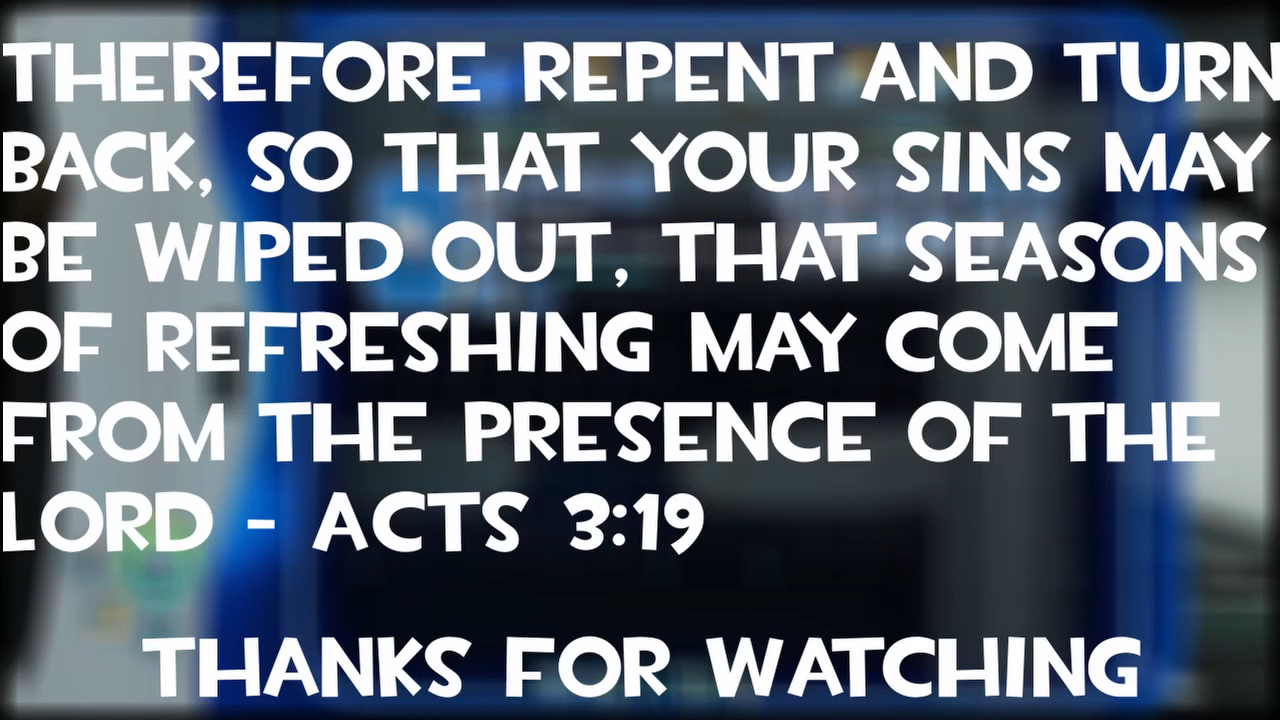 THEREFORE REPENT AND TURN
BACK, SO THAT YOUR SINS MAY
BE WIPED OUT, THAT SEASONS
OF REFRESHING MAY COME
FROM THE PRESENCE OF THE
LORD - ACTS 3:19
THANKS FOR WATCHING